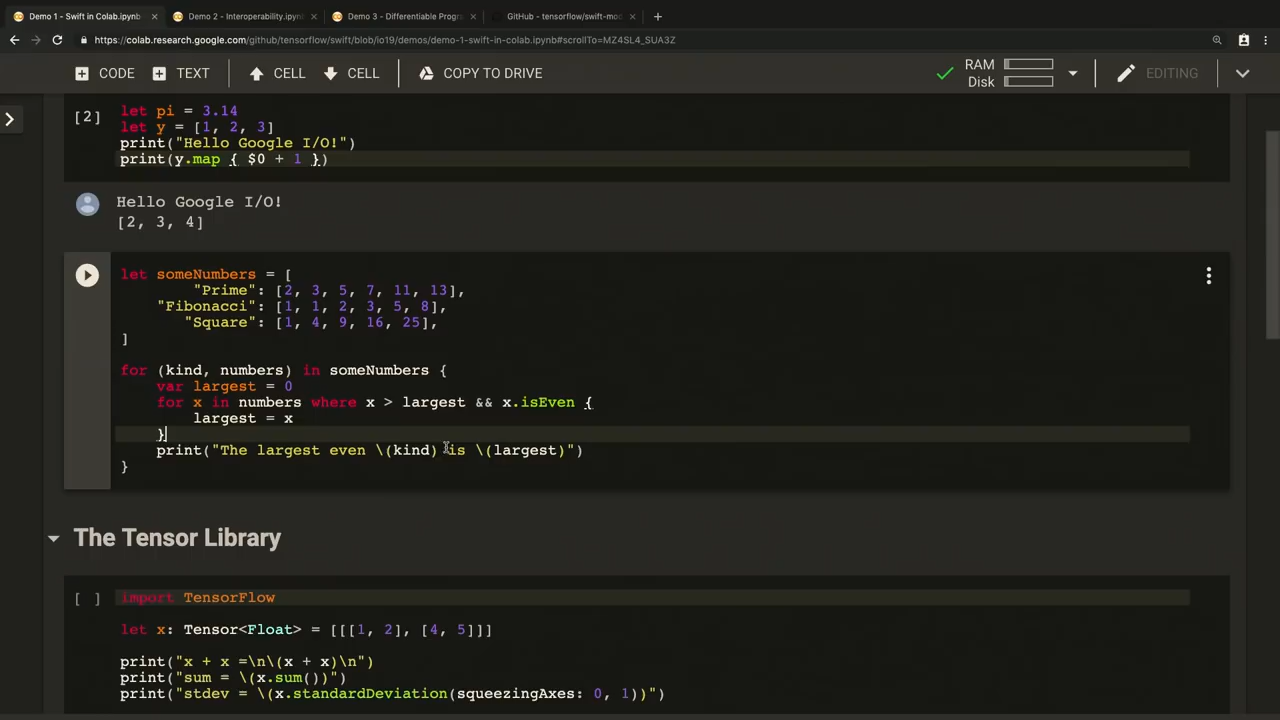 Demo 1 - Swift in Colab.ipynb
Demo 2 - Interoperability.ipyn
Demo 3 - Differentiable Progra
GitHub - tensorflow/swift-mod
https://colab.research.google.com/github/tensorflow/swift/blob/io19/demos/demo-1-swift-in-colab.ipynb#scrollTo=MZ4SL4_SUA3Z
CODE TEXT CELL CELL COPY TO DRIVE RAM Disk EDITING
[2] let pi = 3.14
let y = [1, 2, 3]
print("Hello Google I/O!")
print(y.map { $0 + 1 })
Hello Google I/O!
[2, 3, 4]
let someNumbers = [
"Prime": [2, 3, 5, 7, 11, 13],
"Fibonacci": [1, 1, 2, 3, 5, 8],
"Square": [1, 4, 9, 16, 25],
]
for (kind, numbers) in someNumbers {
var largest = 0
for x in numbers where x > largest && x.isEven {
largest = x
}
print("The largest even \(kind) is \(largest)")
}
The Tensor Library
[ ] import TensorFlow
let x: Tensor<Float> = [[[1, 2], [4, 5]]]
print("x + x =\n\(x + x)\n")
print("sum = \(x.sum())")
print("stdev = \(x.standardDeviation(squeezingAxes: 0, 1))")